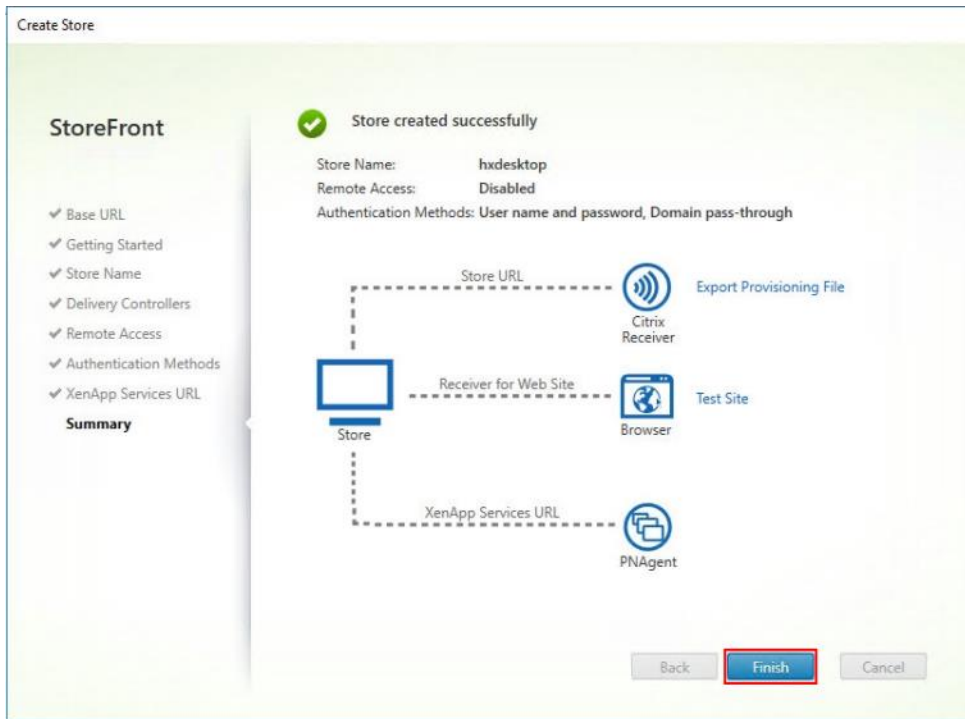 Create Store
StoreFront
Base URL
Getting Started
Store Name
Delivery Controllers
Remote Access
Authentication Methods
XenApp Services URL
Summary
Store created successfully
Store Name: hxdesktop
Remote Access: Disabled
Authentication Methods: User name and password, Domain pass-through
Store URL
Citrix
Receiver
Export Provisioning File
Receiver for Web Site
Store
Browser
Test Site
XenApp Services URL
PNAgent
Back Finish Cancel